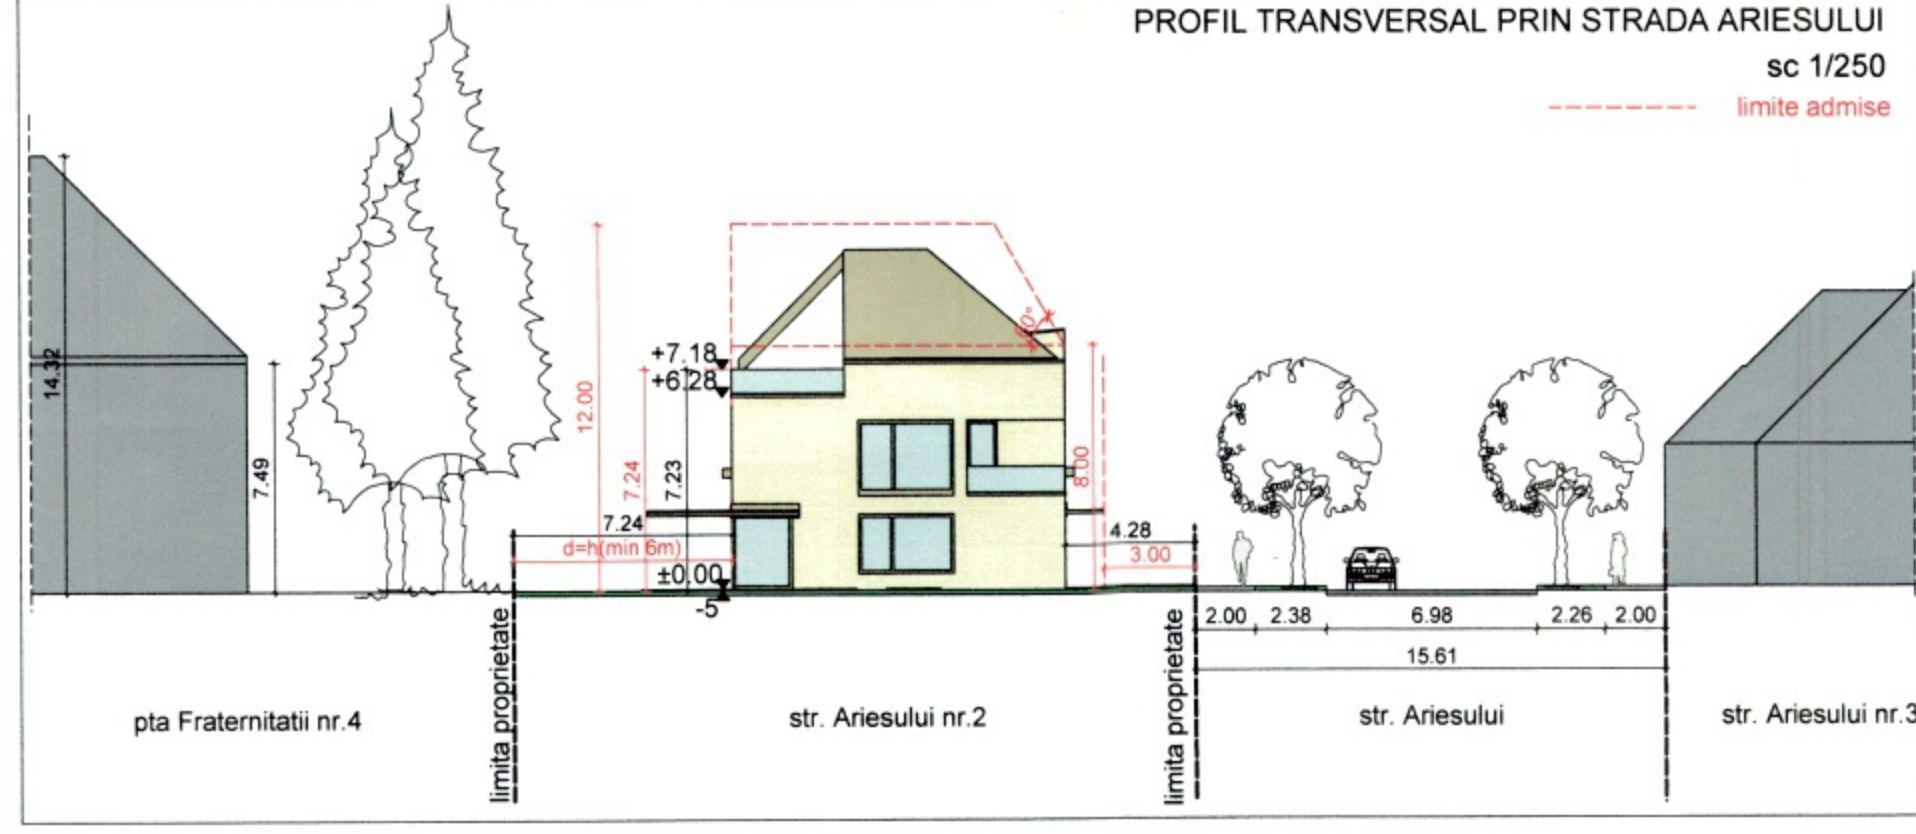 PROFIL TRANSVERSAL PRIN STRADA ARIESULUI
sc 1/250
limite admise
14.32
7.49
12.00
7.24
7.23
+7.18
+6.28
60°
8.00
7.24
d=h(min 6m)
±0.00
-5
4.28
3.00
2.00
2.38
6.98
2.26
2.00
15.61
limita proprietate
limita proprietate
pta Fraternitatii nr.4
str. Ariesului nr.2
str. Ariesului
str. Ariesului nr.3